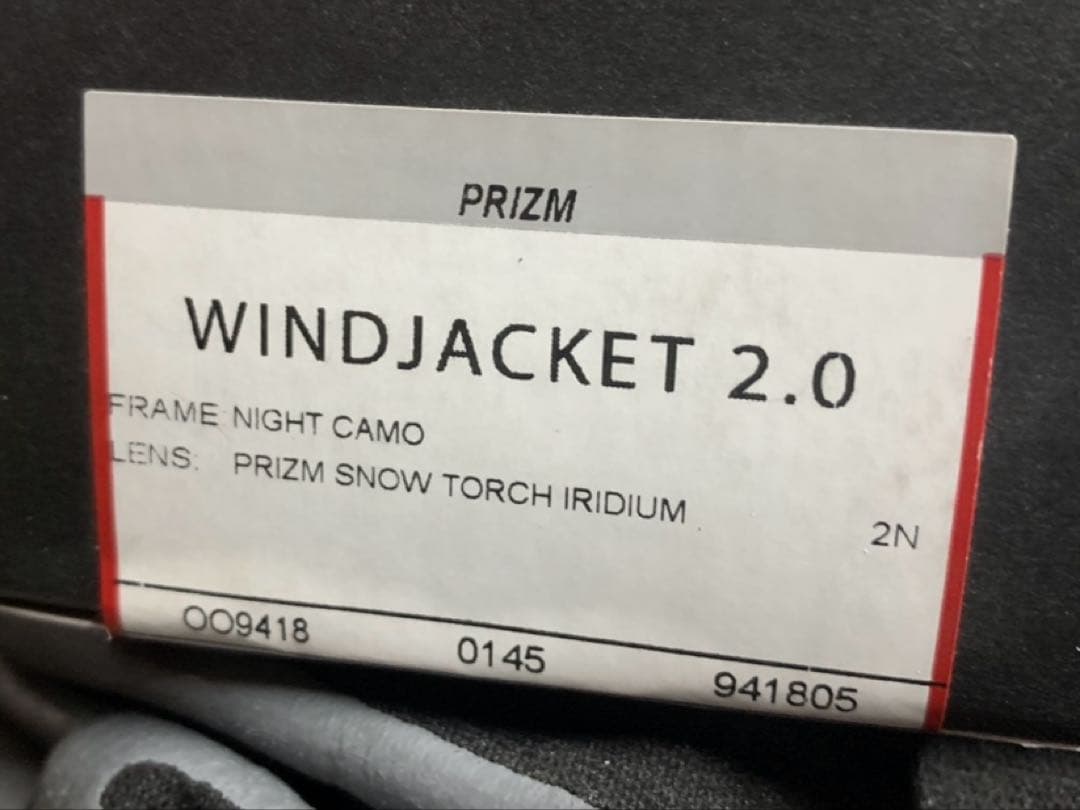 PRIZM
WINDJACKET 2.0
FRAME NIGHT CAMO
LENS: PRIZM SNOW TORCH IRIDIUM
2N
OO9418 0145 941805